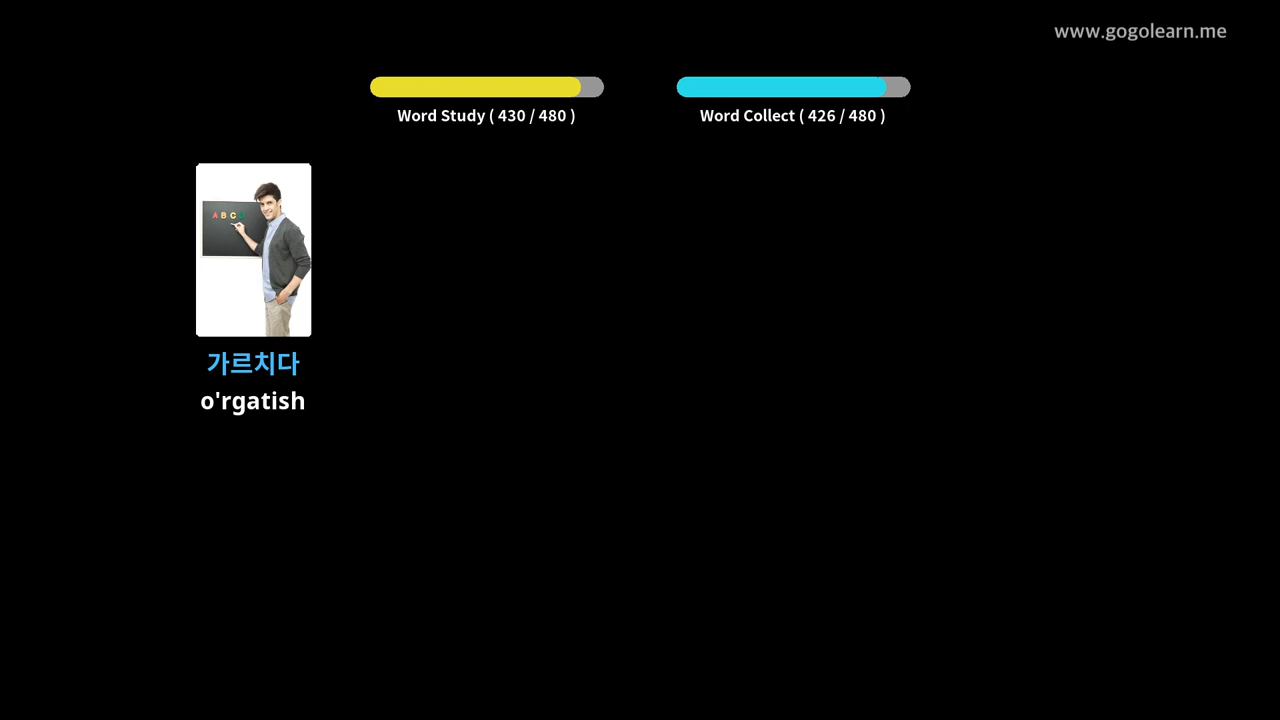 www.gogolearn.me
Word Study ( 430 / 480 )
Word Collect ( 426 / 480 )
A B C D
가르치다
o'rgatish